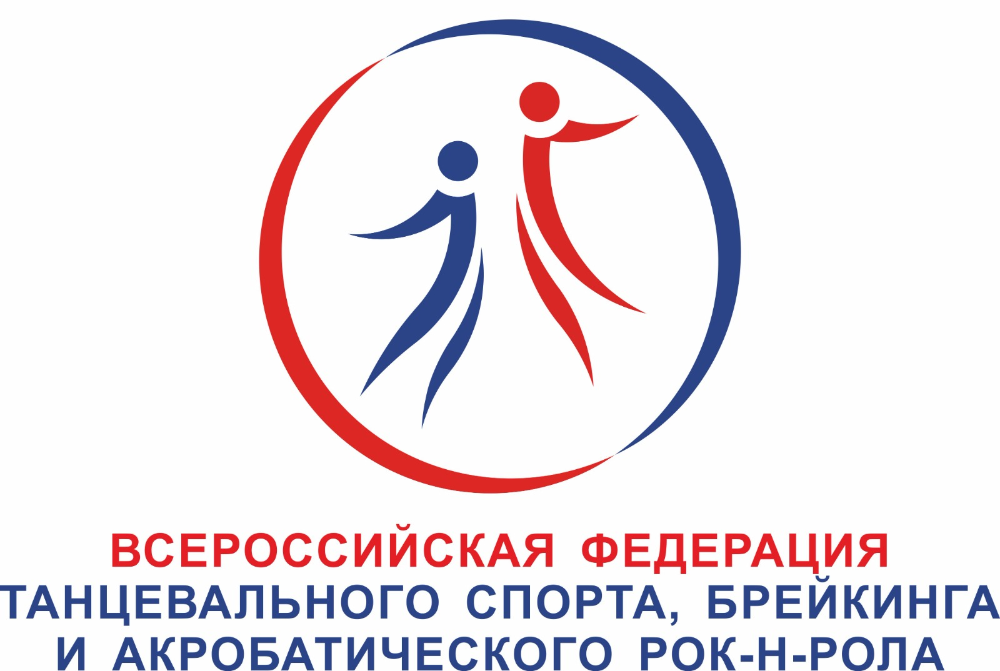 ВСЕРОССИЙСКАЯ ФЕДЕРАЦИЯ
ТАНЦЕВАЛЬНОГО СПОРТА, БРЕЙКИНГА
И АКРОБАТИЧЕСКОГО РОК-Н-РОЛА